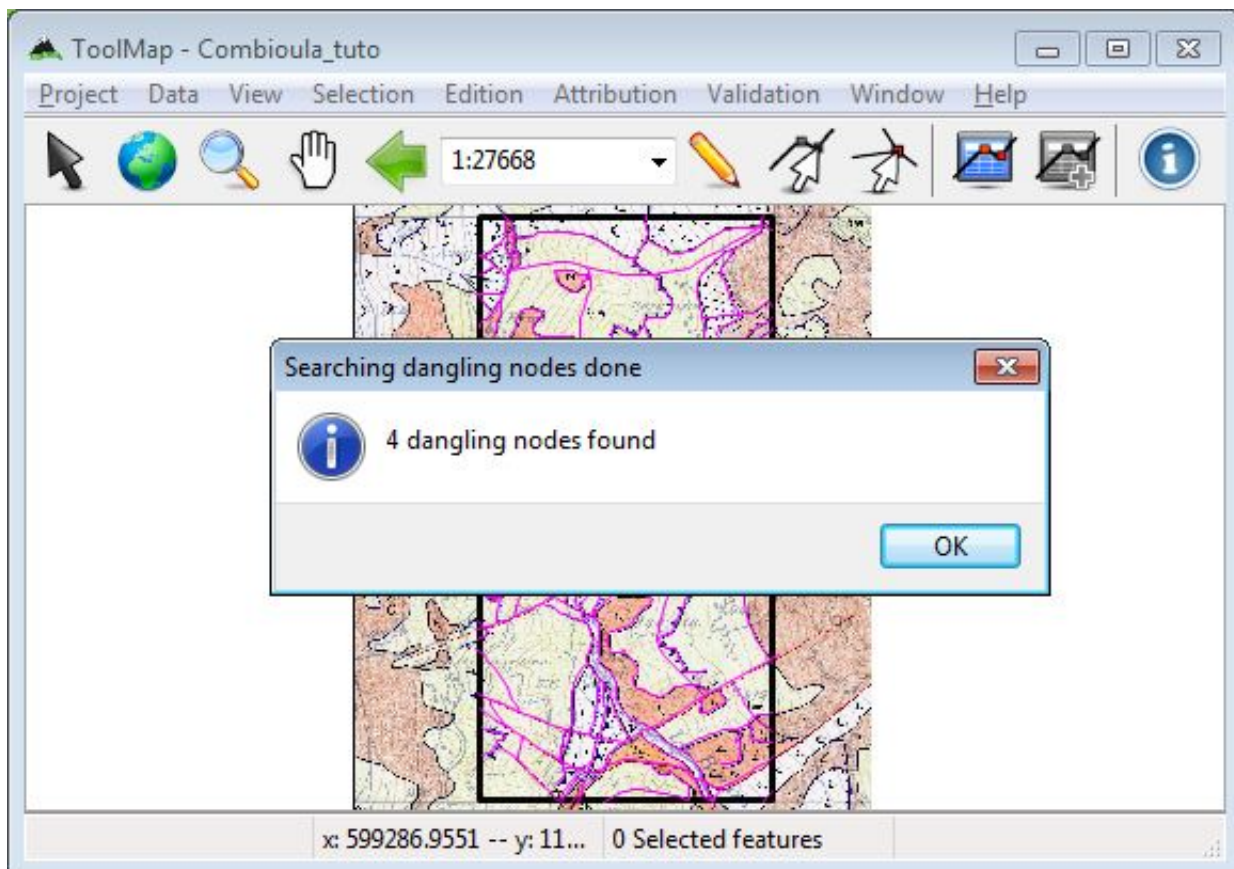 ToolMap - Combioula_tuto
Project Data View Selection Edition Attribution Validation Window Help
1:27668
Searching dangling nodes done
4 dangling nodes found
OK
x: 599286.9551 -- y: 11... 0 Selected features